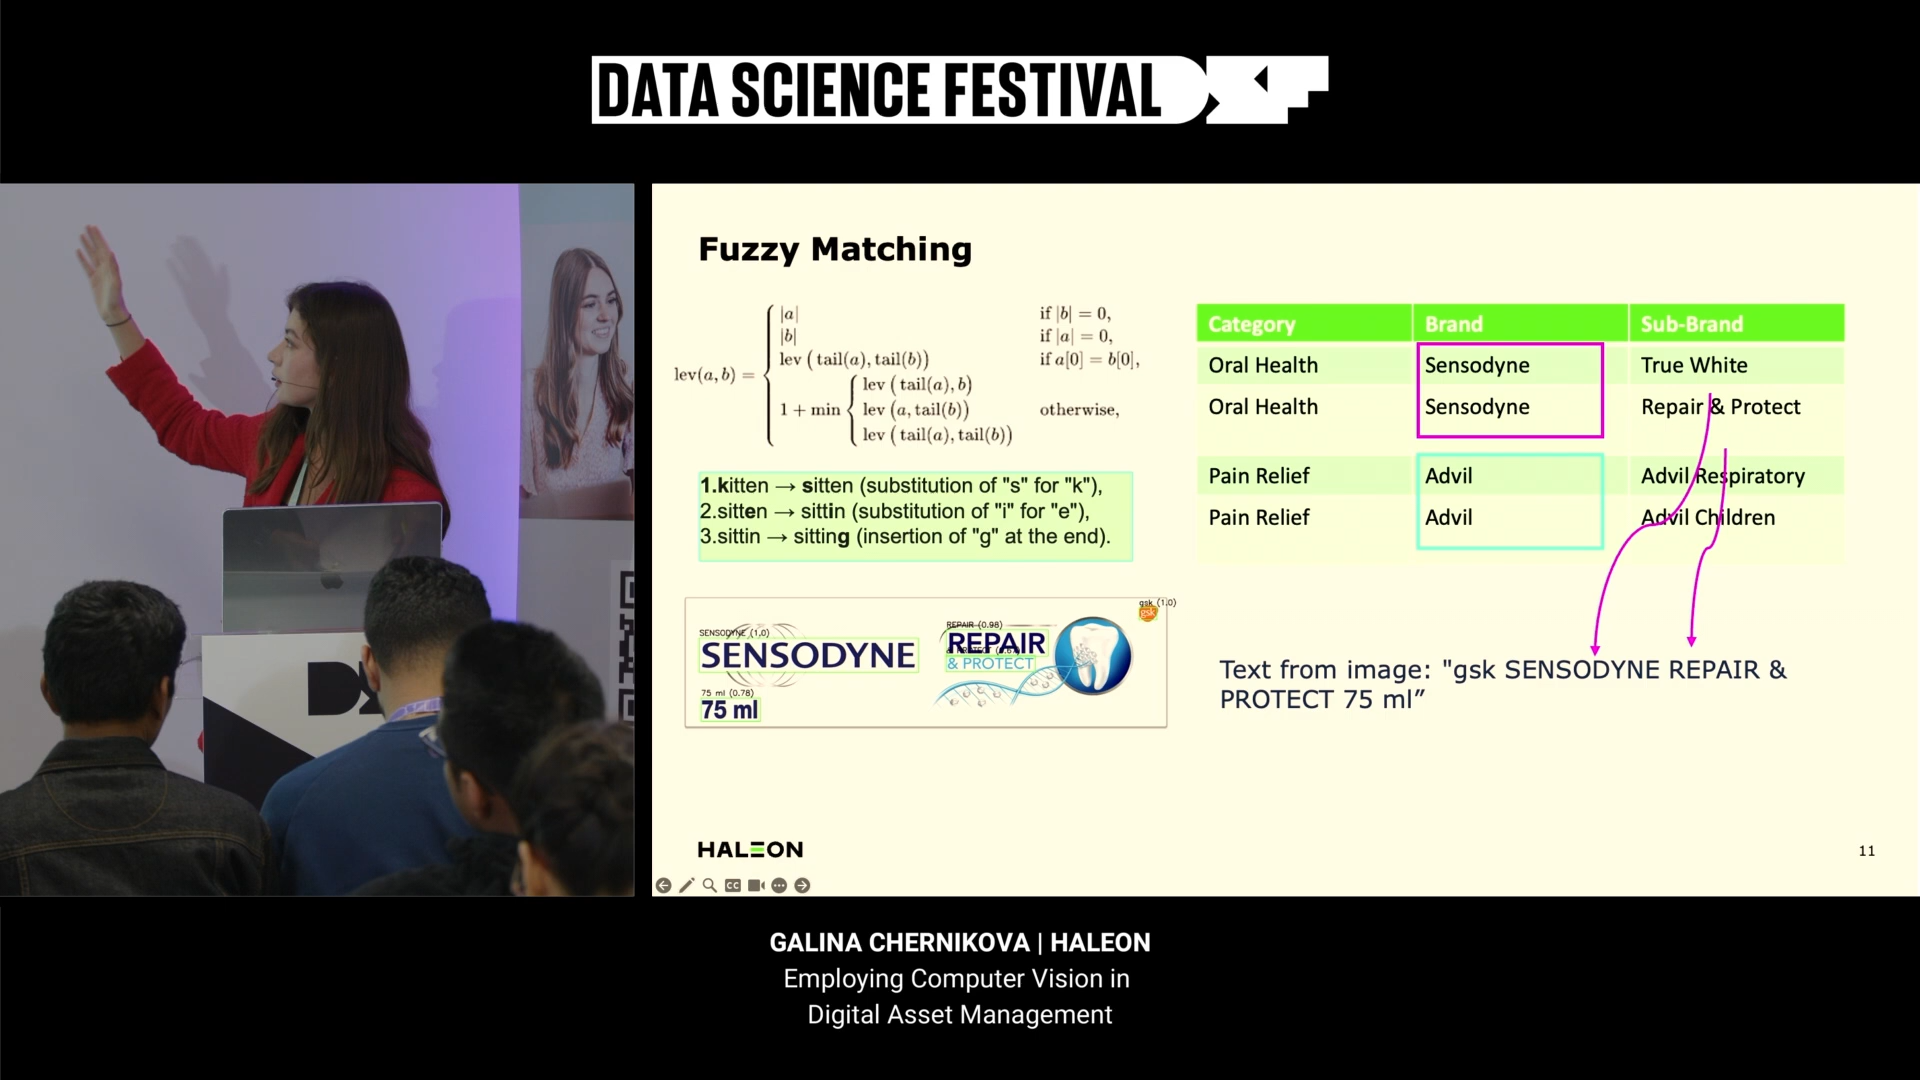 DATA SCIENCE FESTIVAL
Fuzzy Matching
lev(a, b) =
|a| if |b| = 0,
|b| if |a| = 0,
lev ( tail(a), tail(b)) if a[0] = b[0],
1 + min
lev ( tail(a), b)
lev (a, tail(b)) otherwise,
lev ( tail(a), tail(b))
1.kitten → sitten (substitution of "s" for "k"),
2.sitten → sittin (substitution of "i" for "e"),
3.sittin → sitting (insertion of "g" at the end).
Category Brand Sub-Brand
Oral Health Sensodyne True White
Oral Health Sensodyne Repair & Protect
Pain Relief Advil Advil Respiratory
Pain Relief Advil Advil Children
gsk (1.0)
gsk
SENSODYNE (1.0)
SENSODYNE
REPAIR (0.98)
REPAIR
& PROTECT
75 ml (0.78)
75 ml
Text from image: "gsk SENSODYNE REPAIR &
PROTECT 75 ml”
HALEON
11
CC
GALINA CHERNIKOVA | HALEON
Employing Computer Vision in
Digital Asset Management